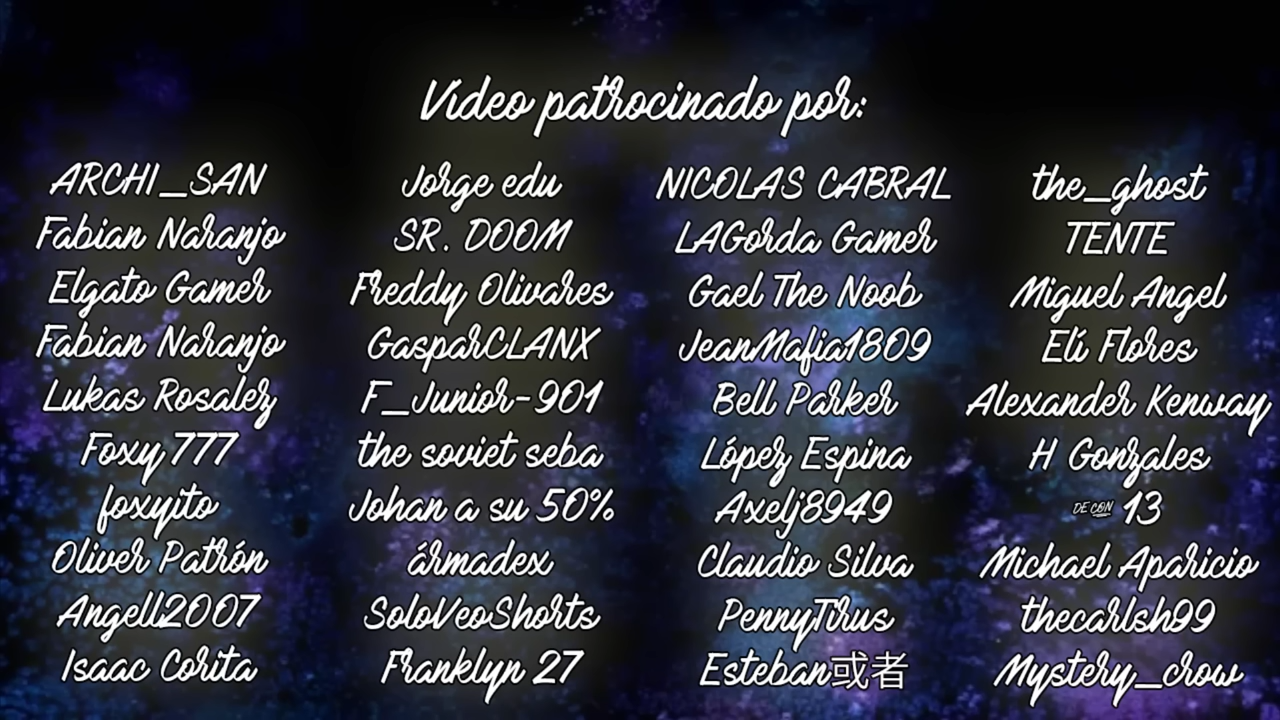 Vídeo patrocinado por:
ARCHI_SAN
Fabian Naranjo
Elgato Gamer
Fabian Naranjo
Lukas Rosalez
Foxy 777
foxyito
Oliver Patrón
Angell2007
Isaac Corita
Jorge edu
SR. DOOM
Freddy Olivares
GasparCLANX
F_Junior-901
the soviet seba
Johan a su 50%
ármadex
SoloVeoShorts
Franklyn 27
NICOLAS CABRAL
LAGorda Gamer
Gael The Noob
JeanMafia1809
Bell Parker
López Espina
Axelj8949
Claudio Silva
PennyTirus
Esteban或者
the_ghost
TENTE
Miguel Angel
Elí Flores
Alexander Kenway
H Gonzales
DE CON 13
Michael Aparicio
thecarlsh99
Mystery_crow